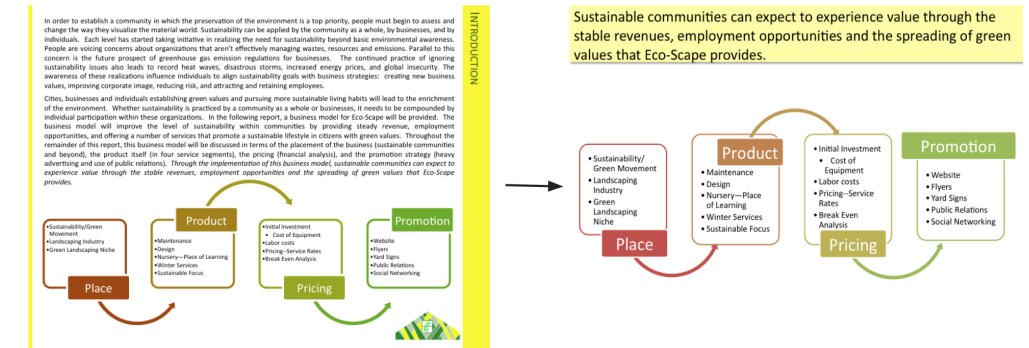 In order to establish a community in which the preservation of the environment is a top priority, people must begin to assess and
change the way they visualize the material world. Sustainability can be applied by the community as a whole, by businesses, and by
individuals. Each level has started taking initiative in realizing the need for sustainability beyond basic environmental awareness.
People are voicing concerns about organizations that aren't effectively managing wastes, resources and emissions. Parallel to this
concern is the future prospect of greenhouse gas emission regulations for businesses. The continued practice of ignoring
sustainability issues also leads to record heat waves, disastrous storms, increased energy prices, and global insecurity. The
awareness of these realizations influence individuals to align sustainability goals with business strategies: creating new business
values, improving corporate image, reducing risk, and attracting and retaining employees.
Cities, businesses and individuals establishing green values and pursuing more sustainable living habits will lead to the enrichment
of the environment. Whether sustainability is practiced by a community as a whole or businesses, it needs to be compounded by
individual participation within these organizations. In the following report, a business model for Eco-Scape will be provided. The
business model will improve the level of sustainability within communities by providing steady revenue, employment
opportunities, and offering a number of services that promote a sustainable lifestyle in citizens with green values. Throughout the
remainder of this report, this business model will be discussed in terms of the placement of the business (sustainable communities
and beyond), the product itself (in four service segments), the pricing (financial analysis), and the promotion strategy (heavy
advertising and use of public relations). Through the implementation of this business model, sustainable communities can expect to
experience value through the stable revenues, employment opportunities and the spreading of green values that Eco-Scape
provides.
INTRODUCTION
•Sustainability/Green
Movement
•Landscaping Industry
•Green Landscaping Niche
Place
Product
•Maintenance
•Design
•Nursery—Place of Learning
•Winter Services
•Sustainable Focus
•Initial Investment
• Cost of Equipment
•Labor costs
•Pricing--Service Rates
•Break Even Analysis
Pricing
Promotion
•Website
•Flyers
•Yard Signs
•Public Relations
•Social Networking
Sustainable communities can expect to experience value through the
stable revenues, employment opportunities and the spreading of green
values that Eco-Scape provides.
• Sustainability/
Green Movement
• Landscaping
Industry
• Green
Landscaping
Niche
Place
Product
• Maintenance
• Design
• Nursery—Place
of Learning
• Winter Services
• Sustainable Focus
• Initial Investment
• Cost of
Equipment
• Labor costs
• Pricing--Service
Rates
• Break Even
Analysis
Pricing
Promotion
• Website
• Flyers
• Yard Signs
• Public Relations
• Social Networking